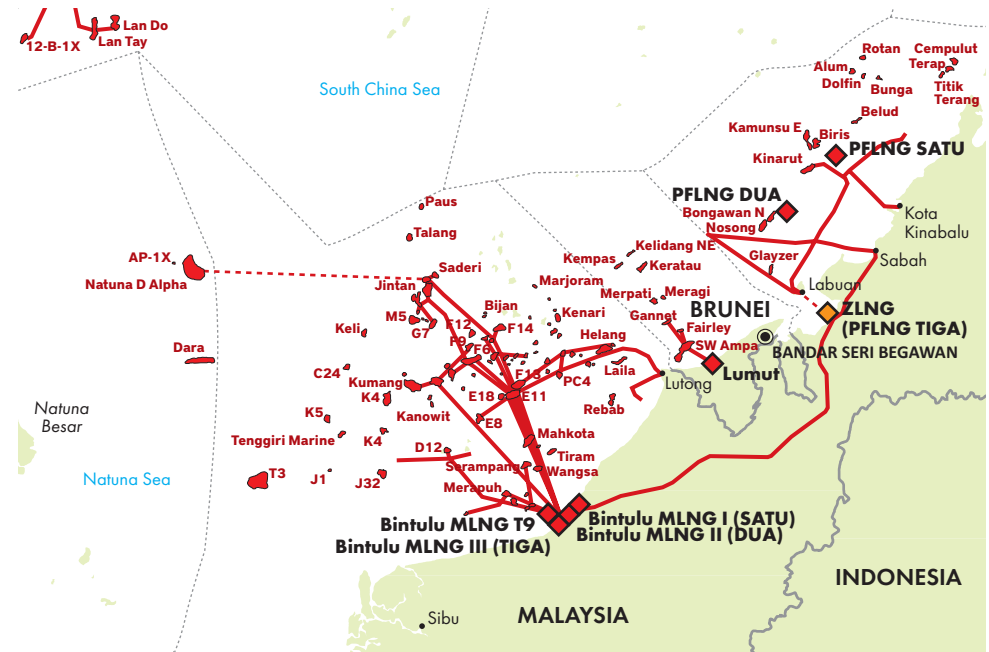 Lan Do
Lan Tay
12-B-1X
South China Sea
Rotan
Cempulut
Alum
Terap
Dolfin
Bunga
Titik
Terang
Belud
Kamunsu E
Biris
Kinarut
PFLNG SATU
PFLNG DUA
Paus
Bongawan N
Nosong
Kota
Kinabalu
Talang
Kelidang NE
AP-1X
Kempas
Keratau
Glayzer
Sabah
Saderi
Natuna D Alpha
Jintan
Marjoram
Labuan
Merpati
Meragi
Bijan
BRUNEI
ZLNG
(PFLNG TIGA)
M5
Kenari
Gannet
Keli
G7
F12
F14
Fairley
Helang
F9
F6
SW Ampa
BANDAR SERI BEGAWAN
Dara
C24
Kumang
F13
PC4
Laila
Lumut
Lutong
K4
E18
E11
Natuna
Besar
K5
Kanowit
Rebab
E8
Tenggiri Marine
K4
Mahkota
D12
Tiram
Natuna Sea
T3
J1
J32
Serampang
Wangsa
Merapuh
Bintulu MLNG T9
Bintulu MLNG I (SATU)
Bintulu MLNG III (TIGA)
Bintulu MLNG II (DUA)
INDONESIA
Sibu
MALAYSIA